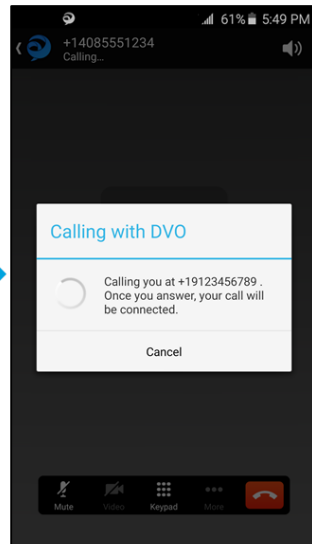 61% 5:49 PM
+14085551234
Calling...
Calling with DVO
Calling you at +19123456789 .
Once you answer, your call will
be connected.
Cancel
Mute Video Keypad More